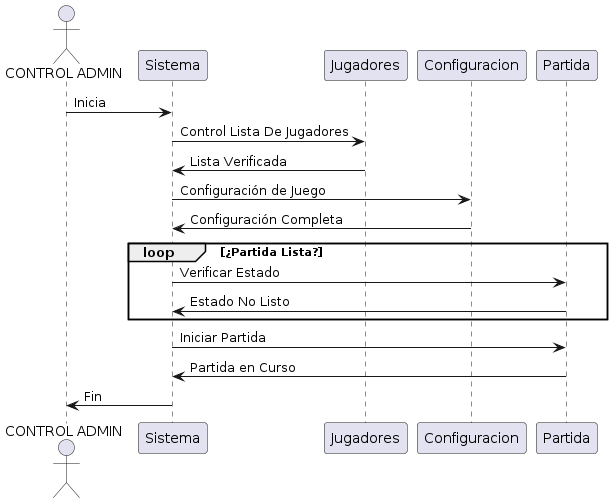 CONTROL ADMIN
Sistema
Jugadores
Configuracion
Partida
Inicia
Control Lista De Jugadores
Lista Verificada
Configuración de Juego
Configuración Completa
loop
[¿Partida Lista?]
Verificar Estado
Estado No Listo
Iniciar Partida
Partida en Curso
Fin
CONTROL ADMIN
Sistema
Jugadores
Configuracion
Partida